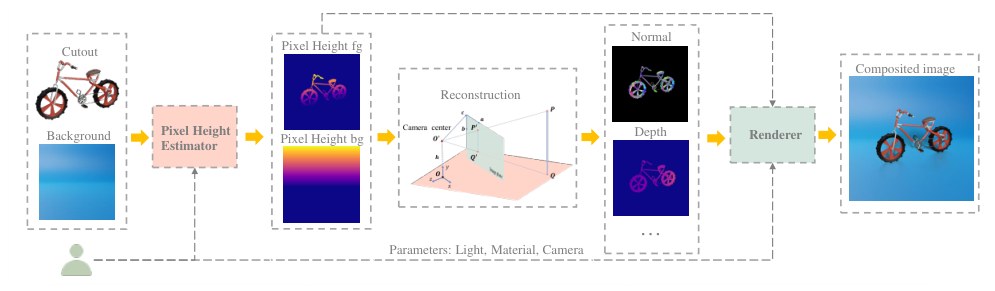 Cutout
Background
Pixel Height
Estimator
Pixel Height fg
Pixel Height bg
Reconstruction
Camera center
O'
h
O
P'
Q'
a
b
P
Q
Normal
Depth
...
Renderer
Composited image
Parameters: Light, Material, Camera